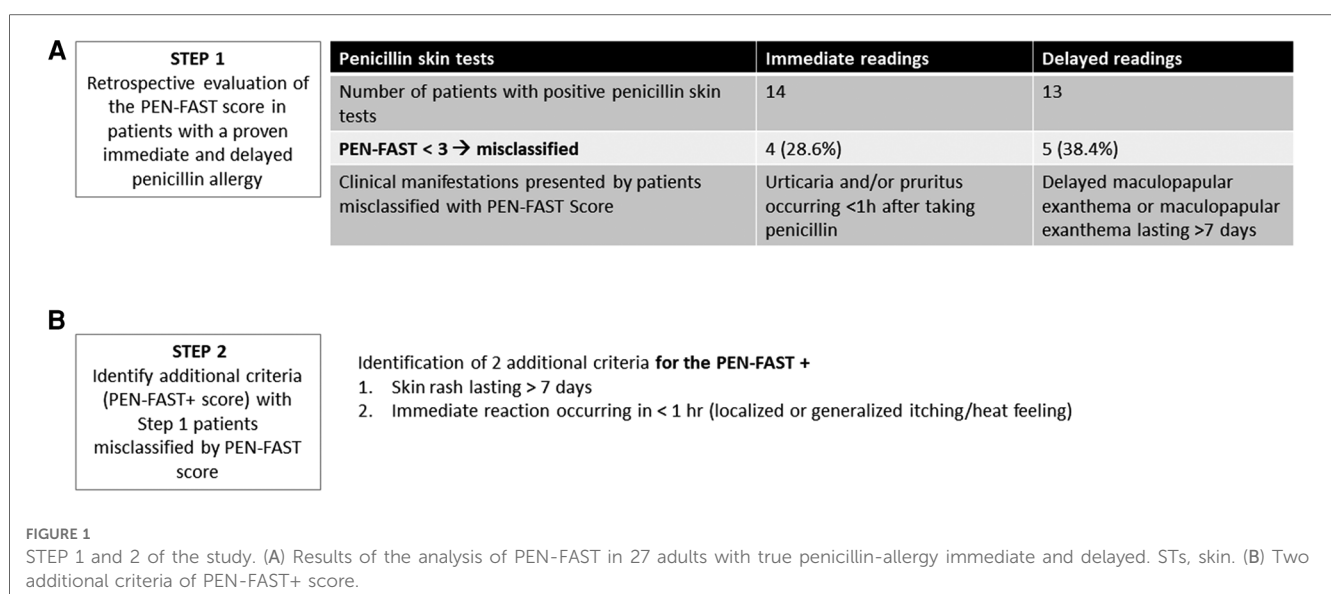 A
STEP 1
Retrospective evaluation of
the PEN-FAST score in
patients with a proven
immediate and delayed
penicillin allergy
Penicillin skin tests Immediate readings Delayed readings
Number of patients with positive penicillin skin 14 13
tests
PEN-FAST < 3 → misclassified 4 (28.6%) 5 (38.4%)
Clinical manifestations presented by patients Urticaria and/or pruritus Delayed maculopapular
misclassified with PEN-FAST Score occurring <1h after taking exanthema or maculopapular
penicillin exanthema lasting >7 days
B
STEP 2
Identify additional criteria
(PEN-FAST+ score) with
Step 1 patients
misclassified by PEN-FAST
score
Identification of 2 additional criteria for the PEN-FAST +
1. Skin rash lasting > 7 days
2. Immediate reaction occurring in < 1 hr (localized or generalized itching/heat feeling)
FIGURE 1
STEP 1 and 2 of the study. (A) Results of the analysis of PEN-FAST in 27 adults with true penicillin-allergy immediate and delayed. STs, skin. (B) Two
additional criteria of PEN-FAST+ score.